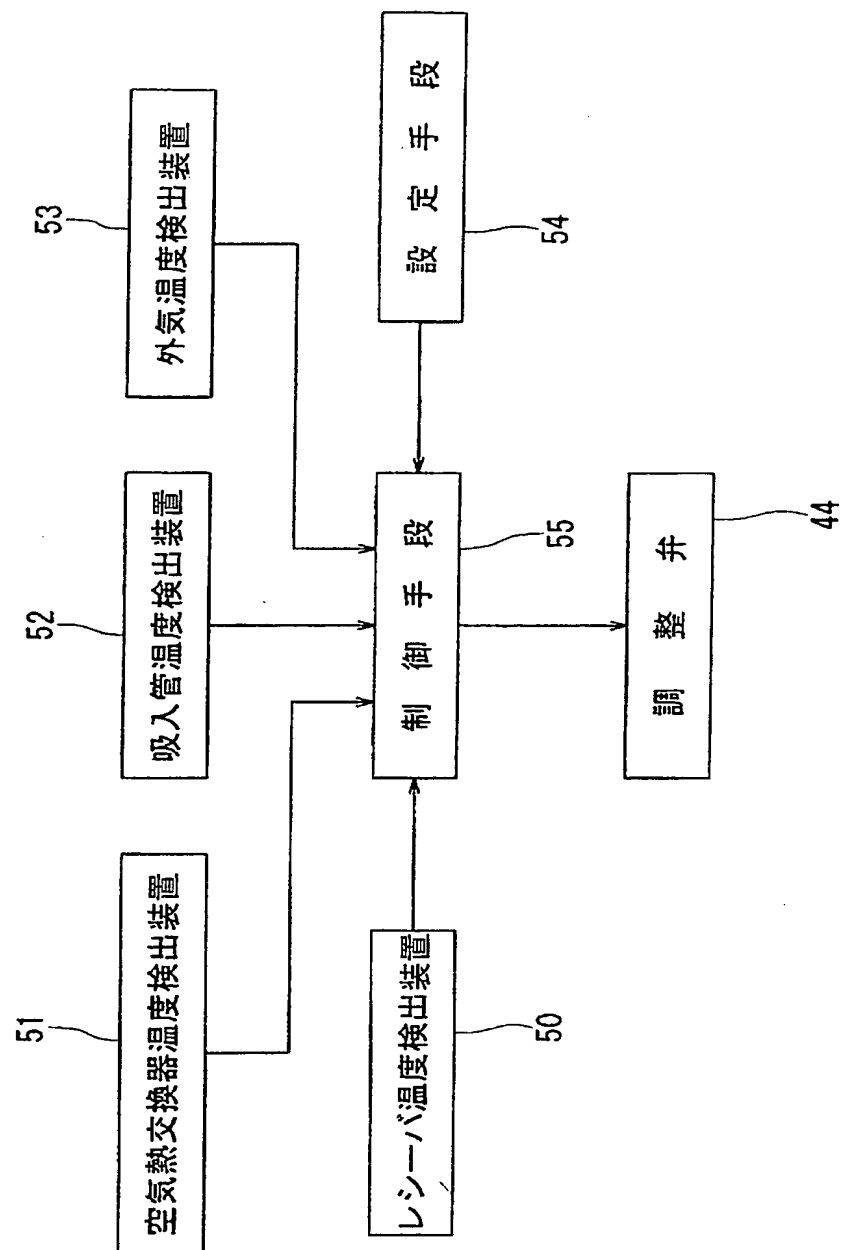 51
空気熱交換器温度検出装置
52
吸入管温度検出装置
53
外気温度検出装置
レシーバ温度検出装置
50
制御手段
55
設定手段
54
調整弁
44